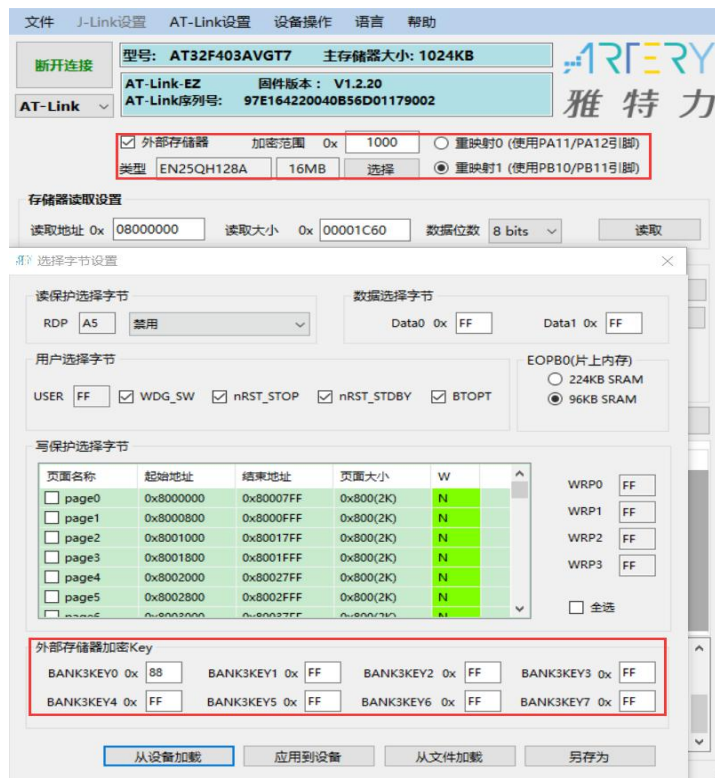 文件 J-Link设置 AT-Link设置 设备操作 语言 帮助
断开连接
型号: AT32F403AVGT7 主存储器大小: 1024KB
AT-Link-EZ 固件版本: V1.2.20
AT-Link序列号: 97E164220040B56D01179002
AT-Link
ARTERY
雅特力
外部存储器 加密范围 0x 1000 重映射0 (使用PA11/PA12引脚)
类型 EN25QH128A 16MB 选择 重映射1 (使用PB10/PB11引脚)
存储器读取设置
读取地址 0x 08000000 读取大小 0x 00001C60 数据位数 8 bits 读取
选择字节设置
读保护选择字节 数据选择字节
RDP A5 禁用 Data0 0x FF Data1 0x FF
用户选择字节 EOPB0(片上内存)
224KB SRAM
USER FF WDG_SW nRST_STOP nRST_STDBY BTOPT
96KB SRAM
写保护选择字节
页面名称 起始地址 结束地址 页面大小 W
page0 0x8000000 0x80007FF 0x800(2K) N
page1 0x8000800 0x8000FFF 0x800(2K) N
page2 0x8001000 0x80017FF 0x800(2K) N
page3 0x8001800 0x8001FFF 0x800(2K) N
page4 0x8002000 0x80027FF 0x800(2K) N
page5 0x8002800 0x8002FFF 0x800(2K) N
page6 0x8003000 0x80037FF 0x800(2K) N
WRP0 FF
WRP1 FF
WRP2 FF
WRP3 FF
全选
外部存储器加密Key
BANK3KEY0 0x 88 BANK3KEY1 0x FF BANK3KEY2 0x FF BANK3KEY3 0x FF
BANK3KEY4 0x FF BANK3KEY5 0x FF BANK3KEY6 0x FF BANK3KEY7 0x FF
从设备加载 应用到设备 从文件加载 另存为